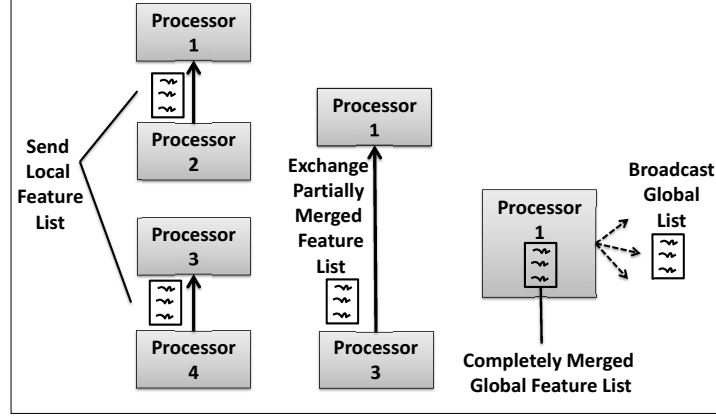 Processor
1
Send
Local
Feature
List
Processor
2
Processor
3
Processor
4
Processor
1
Exchange
Partially
Merged
Feature
List
Processor
3
Processor
1
Broadcast
Global
List
Completely Merged
Global Feature List